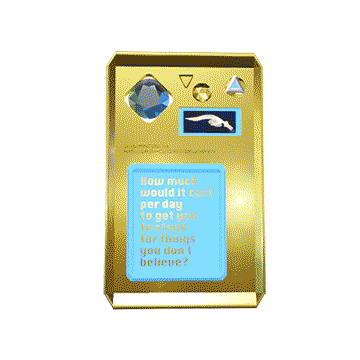 How much
would it cost
per day
to get you
to stand
for things
you don't
believe?